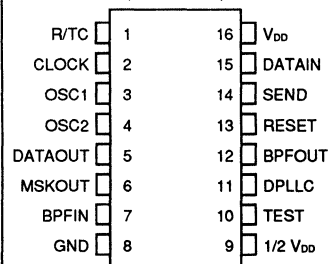 R/TC 1 16 VDD
CLOCK 2 15 DATAIN
OSC1 3 14 SEND
OSC2 4 13 RESET
DATAOUT 5 12 BPFOUT
MSKOUT 6 11 DPLLC
BPFIN 7 10 TEST
GND 8 9 1/2 VDD